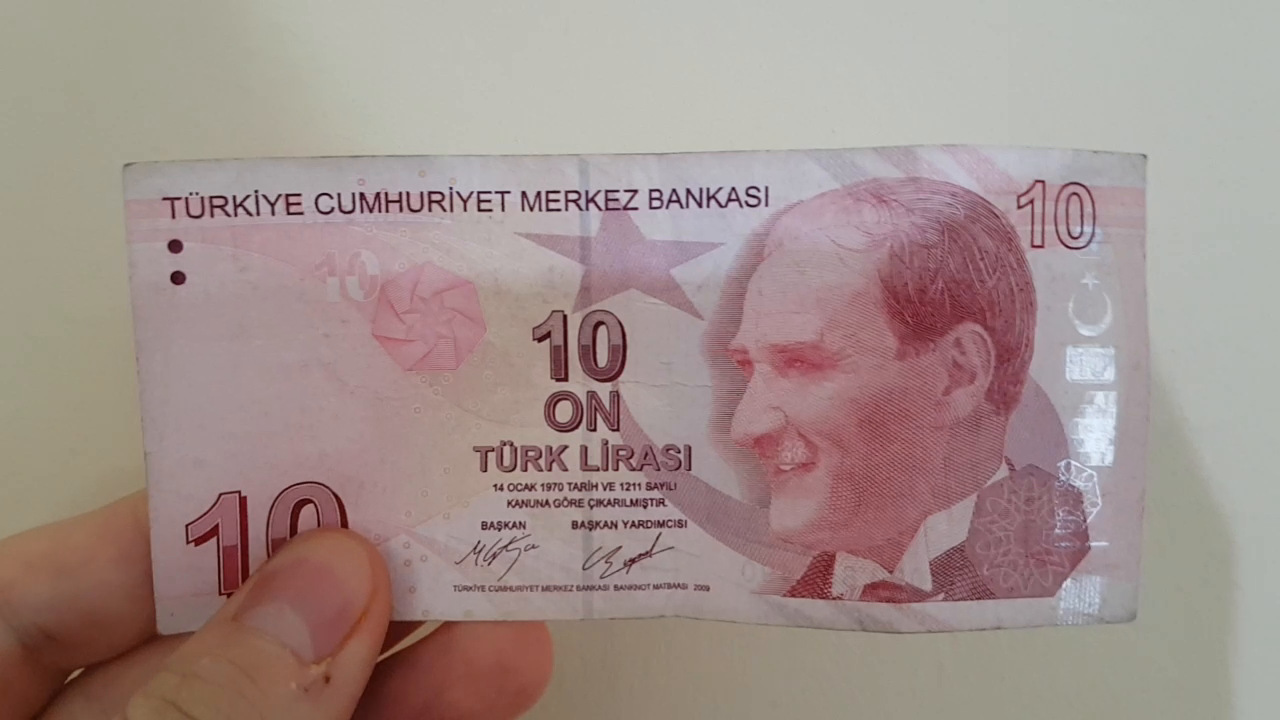 TÜRKİYE CUMHURİYET MERKEZ BANKASI
10
10
10
ON
TÜRK LİRASI
14 OCAK 1970 TARİH VE 1211 SAYILI
KANUNA GÖRE ÇIKARILMIŞTIR.
BAŞKAN BAŞKAN YARDIMCISI
10
TÜRKİYE CUMHURİYET MERKEZ BANKASI BANKNOT MATBAASI 2009